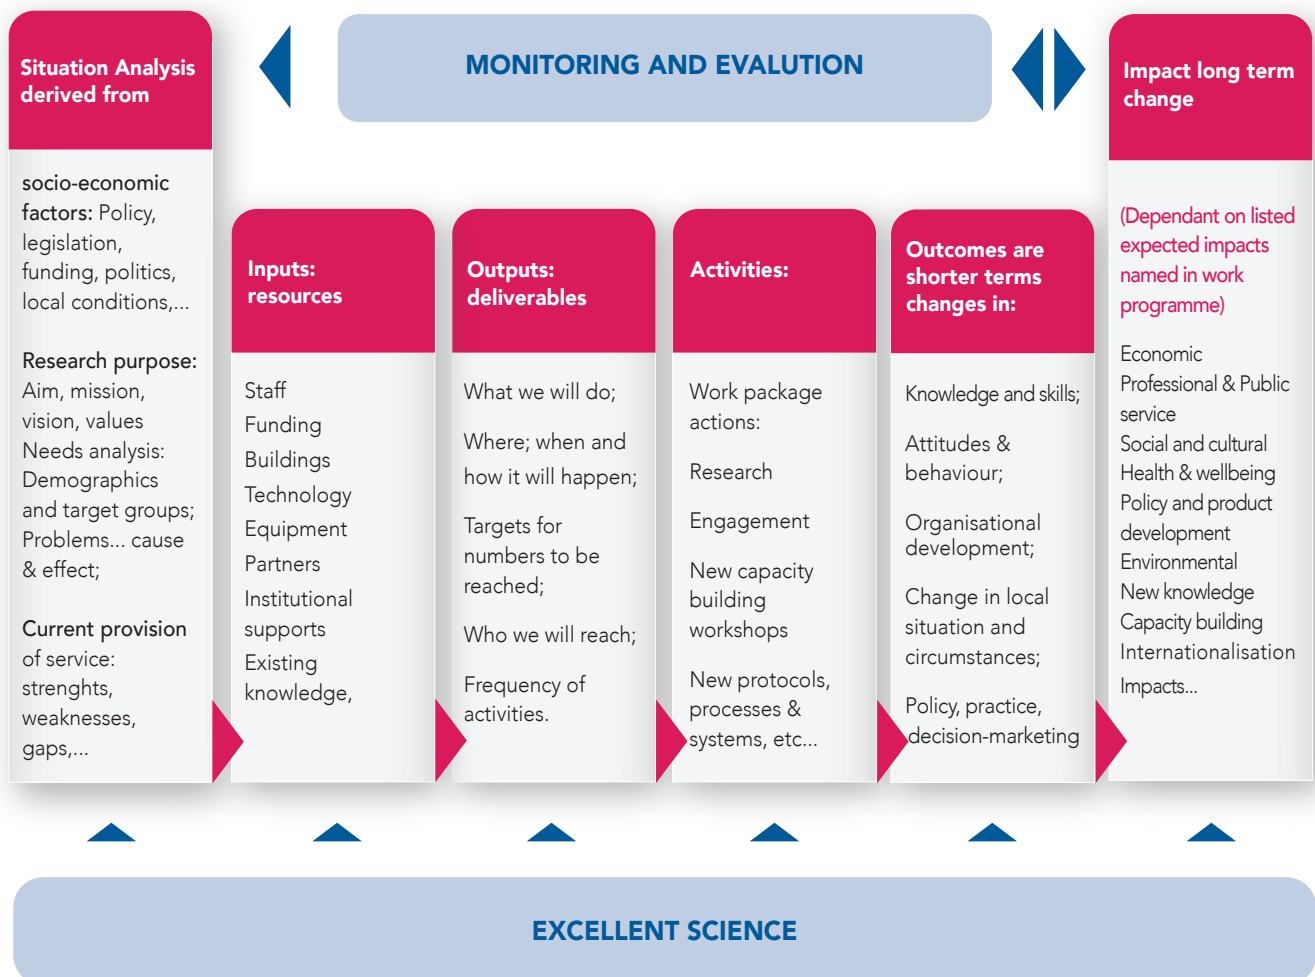 MONITORING AND EVALUTION
Situation Analysis
derived from
socio-economic
factors: Policy,
legislation,
funding, politics,
local conditions,...
Research purpose:
Aim, mission,
vision, values
Needs analysis:
Demographics
and target groups;
Problems... cause
& effect;
Current provision
of service:
strenghts,
weaknesses,
gaps,...
Inputs:
resources
Staff
Funding
Buildings
Technology
Equipment
Partners
Institutional
supports
Existing
knowledge,
Outputs:
deliverables
What we will do;
Where; when and
how it will happen;
Targets for
numbers to be
reached;
Who we will reach;
Frequency of
activities.
Activities:
Work package
actions:
Research
Engagement
New capacity
building
workshops
New protocols,
processes &
systems, etc...
Outcomes are
shorter terms
changes in:
Knowledge and skills;
Attitudes &
behaviour;
Organisational
development;
Change in local
situation and
circumstances;
Policy, practice,
decision-marketing
Impact long term
change
(Dependant on listed
expected impacts
named in work
programme)
Economic
Professional & Public
service
Social and cultural
Health & wellbeing
Policy and product
development
Environmental
New knowledge
Capacity building
Internationalisation
Impacts...
EXCELLENT SCIENCE